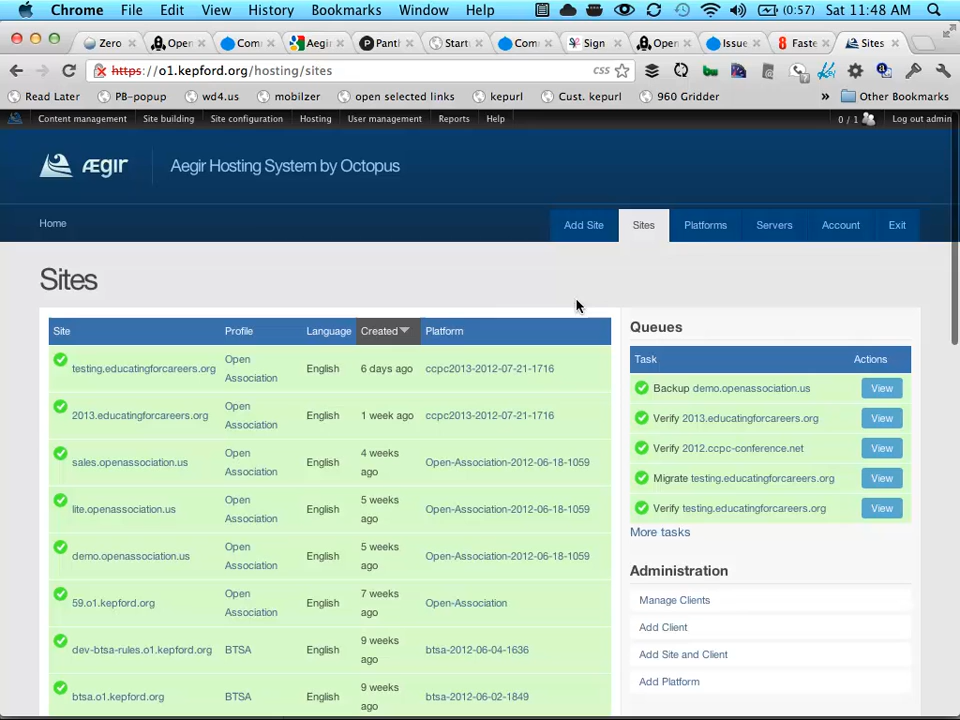 Chrome File Edit View History Bookmarks Window Help (0:57) Sat 11:48 AM
Zero Open Com Aegir Panth Start Com Sign Open Issue Faste Sites
https://o1.kepford.org/hosting/sites CSS
Read Later PB-popup wd4.us mobilzer open selected links kepurl Cust. kepurl 960 Gridder » Other Bookmarks
Content management Site building Site configuration Hosting User management Reports Help 0 / 1 Log out admin
ÆGIR Aegir Hosting System by Octopus
Home Add Site Sites Platforms Servers Account Exit
Sites
Site Profile Language Created Platform
testing.educatingforcareers.org Open Association English 6 days ago ccpc2013-2012-07-21-1716
2013.educatingforcareers.org Open Association English 1 week ago ccpc2013-2012-07-21-1716
sales.openassociation.us Open Association English 4 weeks ago Open-Association-2012-06-18-1059
lite.openassociation.us Open Association English 5 weeks ago Open-Association-2012-06-18-1059
demo.openassociation.us Open Association English 5 weeks ago Open-Association-2012-06-18-1059
59.o1.kepford.org Open Association English 7 weeks ago Open-Association
dev-btsa-rules.o1.kepford.org BTSA English 9 weeks ago btsa-2012-06-04-1636
btsa.o1.kepford.org BTSA English 9 weeks ago btsa-2012-06-02-1849
Queues
Task Actions
Backup demo.openassociation.us View
Verify 2013.educatingforcareers.org View
Verify 2012.ccpc-conference.net View
Migrate testing.educatingforcareers.org View
Verify testing.educatingforcareers.org View
More tasks
Administration
Manage Clients
Add Client
Add Site and Client
Add Platform